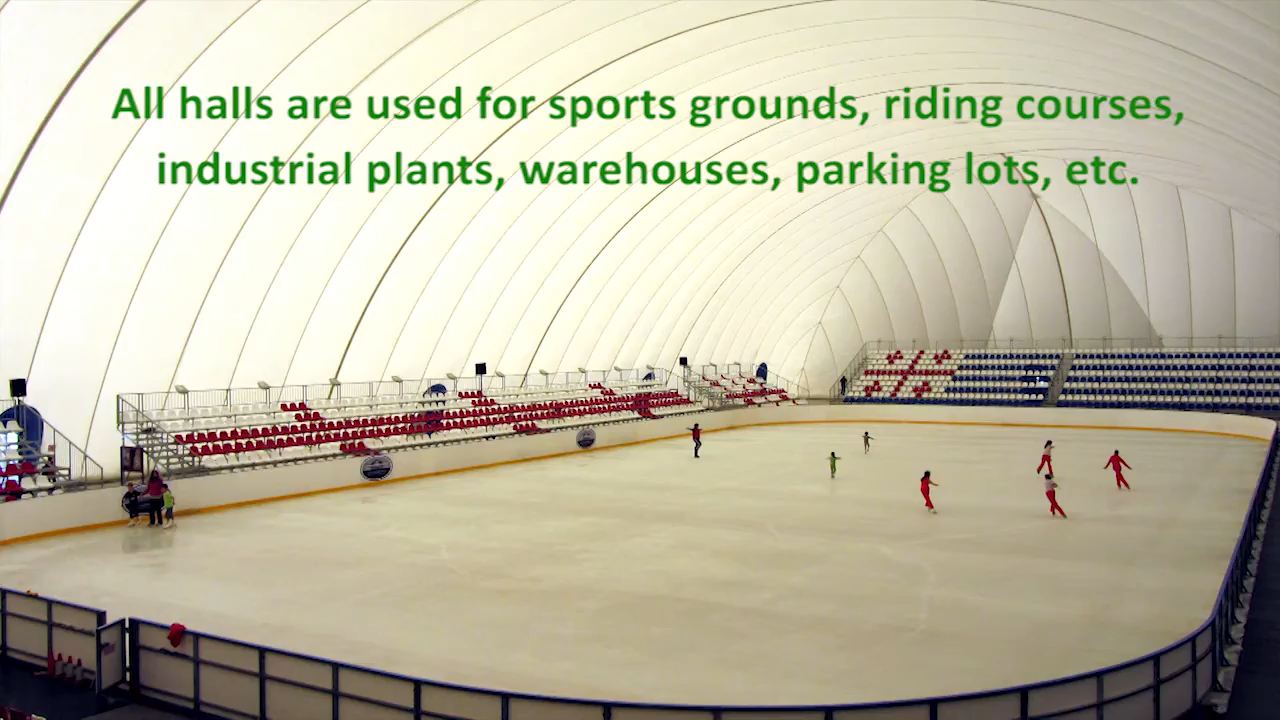 All halls are used for sports grounds, riding courses,
industrial plants, warehouses, parking lots, etc.